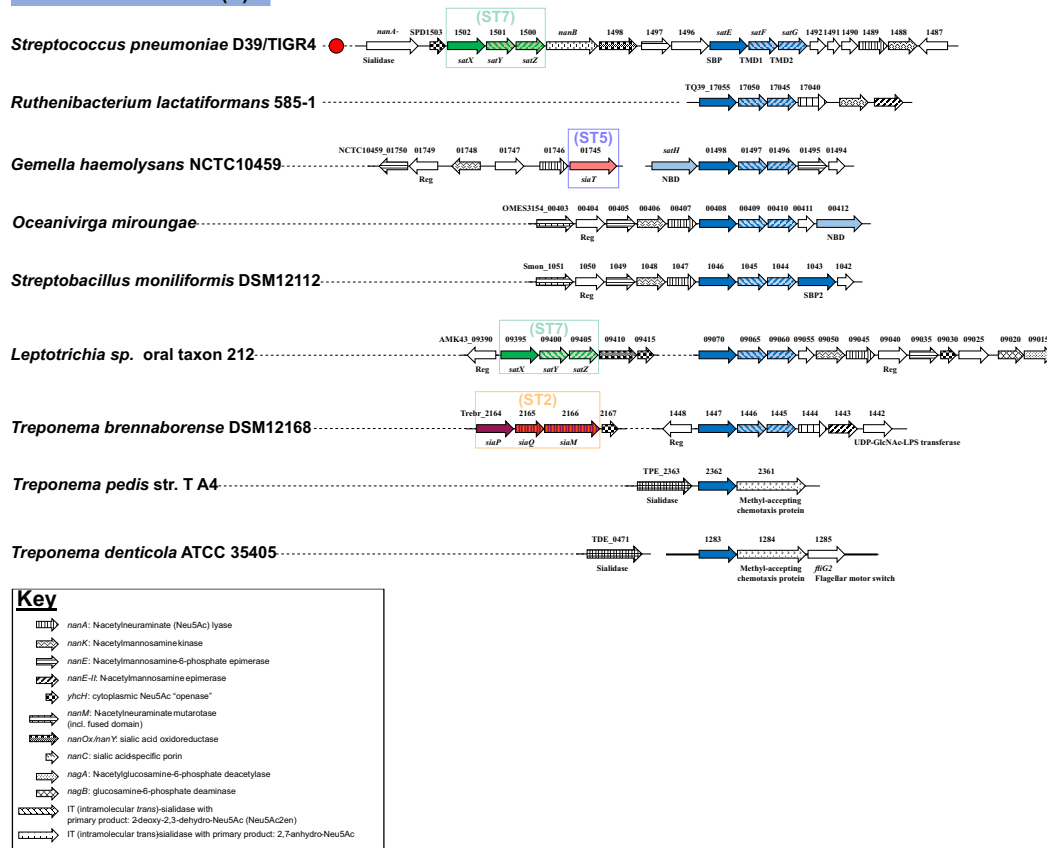 (ST7)
nanA- SPD1503 1502 1501 1500 nanB 1498 1497 1496 satE satF satG 1492 1491 1490 1489 1488 1487
Streptococcus pneumoniae D39/TIGR4
Sialidase satX satY satZ SBP TMD1 TMD2
TQ39_17055 17050 17045 17040
Ruthenibacterium lactatiformans 585-1
(ST5)
NCTC10459_01750 01749 01748 01747 01746 01745 satH 01498 01497 01496 01495 01494
Gemella haemolysans NCTC10459
Reg siaT NBD
OMES3154_00403 00404 00405 00406 00407 00408 00409 00410 00411 00412
Oceanivirga miroungae
Reg NBD
Smon_1051 1050 1049 1048 1047 1046 1045 1044 1043 1042
Streptobacillus moniliformis DSM12112
Reg SBP2
(ST7)
AMK43_09390 09395 09400 09405 09410 09415 09070 09065 09060 09055 09050 09045 09040 09035 09030 09025 09020 09015
Leptotrichia sp. oral taxon 212
Reg satX satY satZ Reg
(ST2)
Trebr_2164 2165 2166 2167 1448 1447 1446 1445 1444 1443 1442
Treponema brennaborense DSM12168
siaP siaQ siaM Reg UDP-GlcNAc-LPS transferase
TPE_2363 2362 2361
Treponema pedis str. T A4
Sialidase Methyl-accepting
chemotaxis protein
TDE_0471 1283 1284 1285
Treponema denticola ATCC 35405
Sialidase Methyl-accepting fliG2
chemotaxis protein Flagellar motor switch
Key
nanA: N-acetylneuraminate (Neu5Ac) lyase
nanK: N-acetylmannosamine kinase
nanE: N-acetylmannosamine-6-phosphate epimerase
nanE-II: N-acetylmannosamine epimerase
yhcH: cytoplasmic Neu5Ac "openase"
nanM: N-acetylneuraminate mutarotase
(incl. fused domain)
nanOx/nanY: sialic acid oxidoreductase
nanC: sialic acid-specific porin
nagA: N-acetylglucosamine-6-phosphate deacetylase
nagB: glucosamine-6-phosphate deaminase
IT (intramolecular trans)-sialidase with
primary product: 2-deoxy-2,3-dehydro-Neu5Ac (Neu5Ac2en)
IT (intramolecular trans)sialidase with primary product: 2,7-anhydro-Neu5Ac